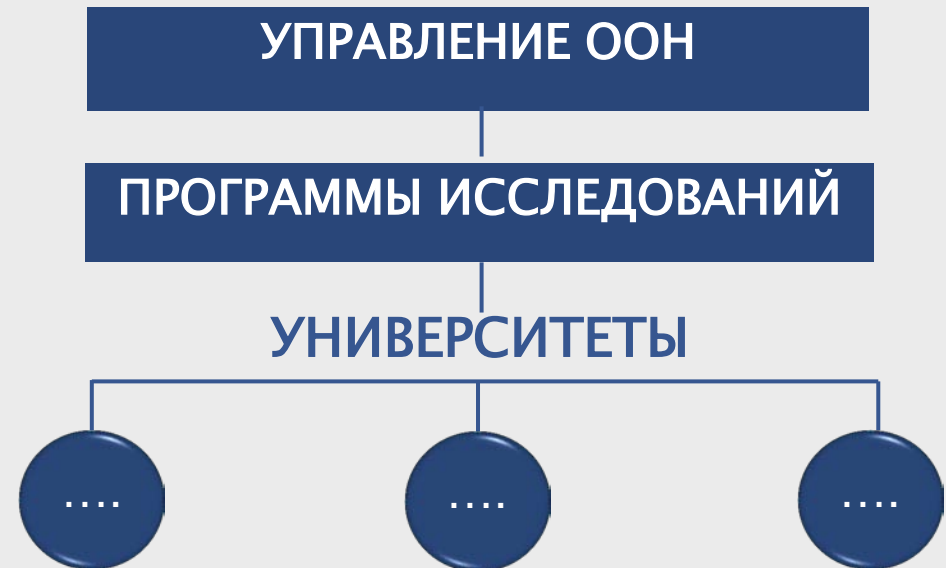 УПРАВЛЕНИЕ ООН
ПРОГРАММЫ ИССЛЕДОВАНИЙ
УНИВЕРСИТЕТЫ
.... .... ....